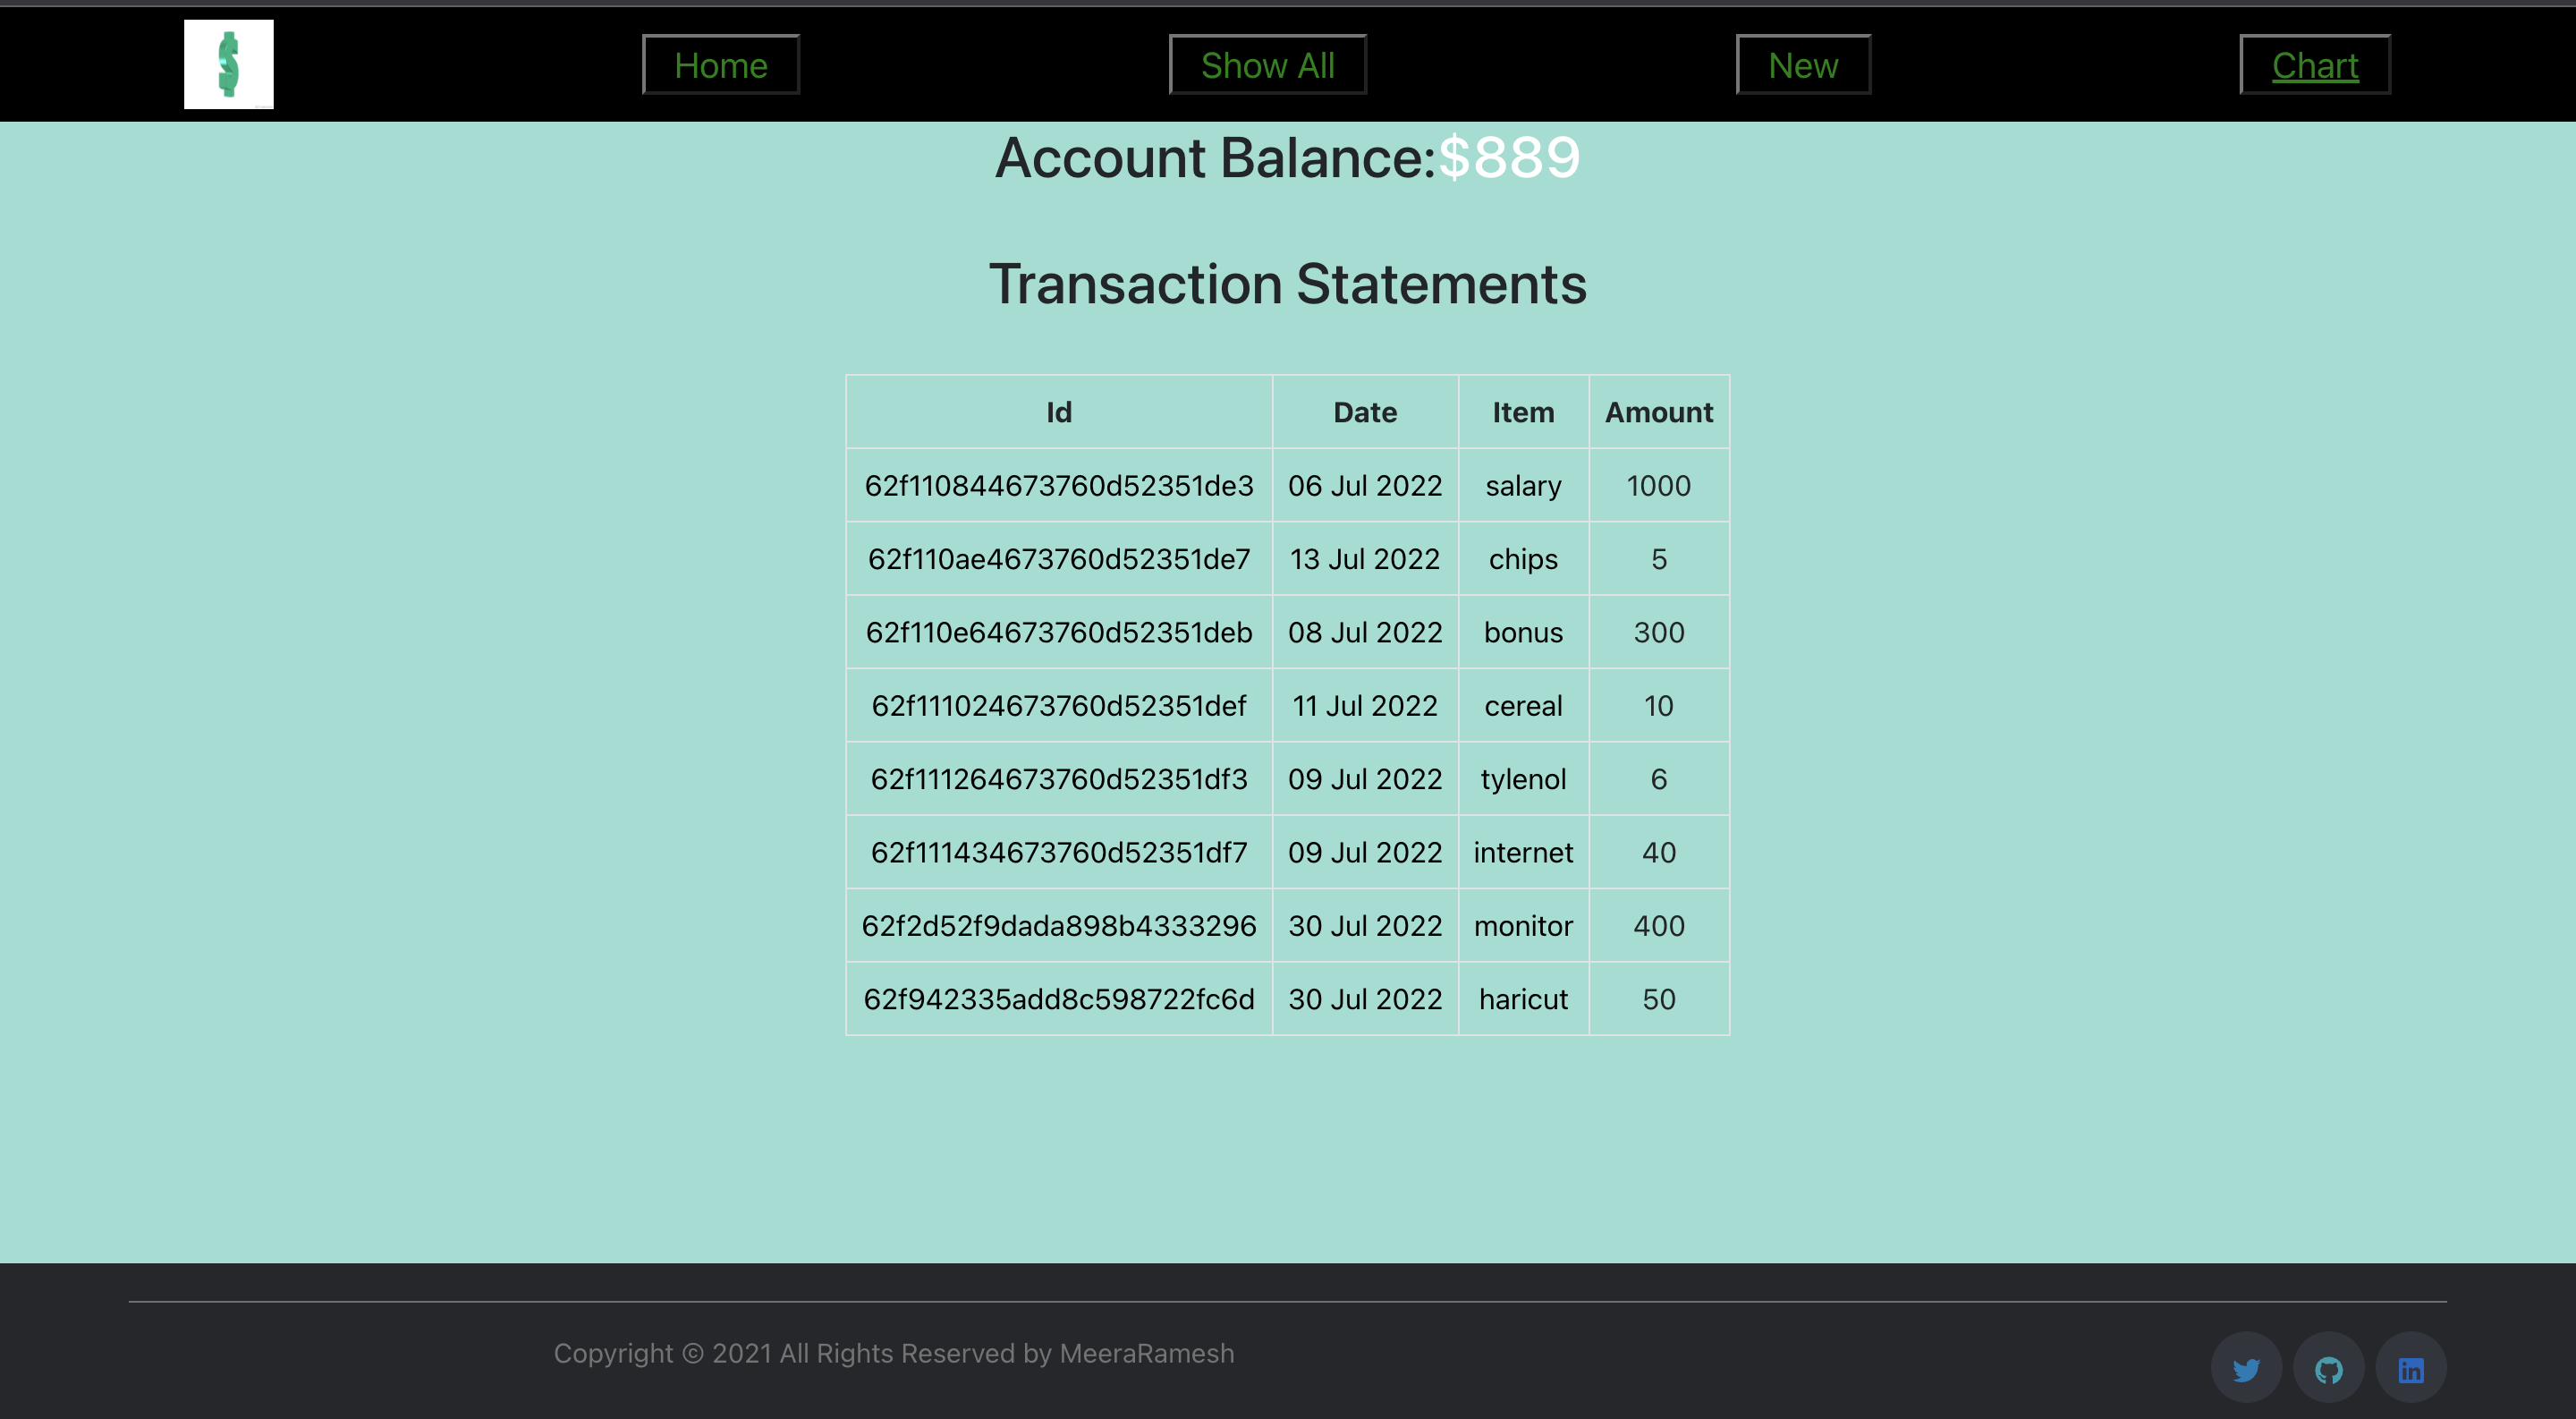 Home Show All New Chart
Account Balance:$889
Transaction Statements
Id Date Item Amount
62f110844673760d52351de3 06 Jul 2022 salary 1000
62f110ae4673760d52351de7 13 Jul 2022 chips 5
62f110e64673760d52351deb 08 Jul 2022 bonus 300
62f111024673760d52351def 11 Jul 2022 cereal 10
62f111264673760d52351df3 09 Jul 2022 tylenol 6
62f111434673760d52351df7 09 Jul 2022 internet 40
62f2d52f9dada898b4333296 30 Jul 2022 monitor 400
62f942335add8c598722fc6d 30 Jul 2022 haricut 50
Copyright © 2021 All Rights Reserved by MeeraRamesh